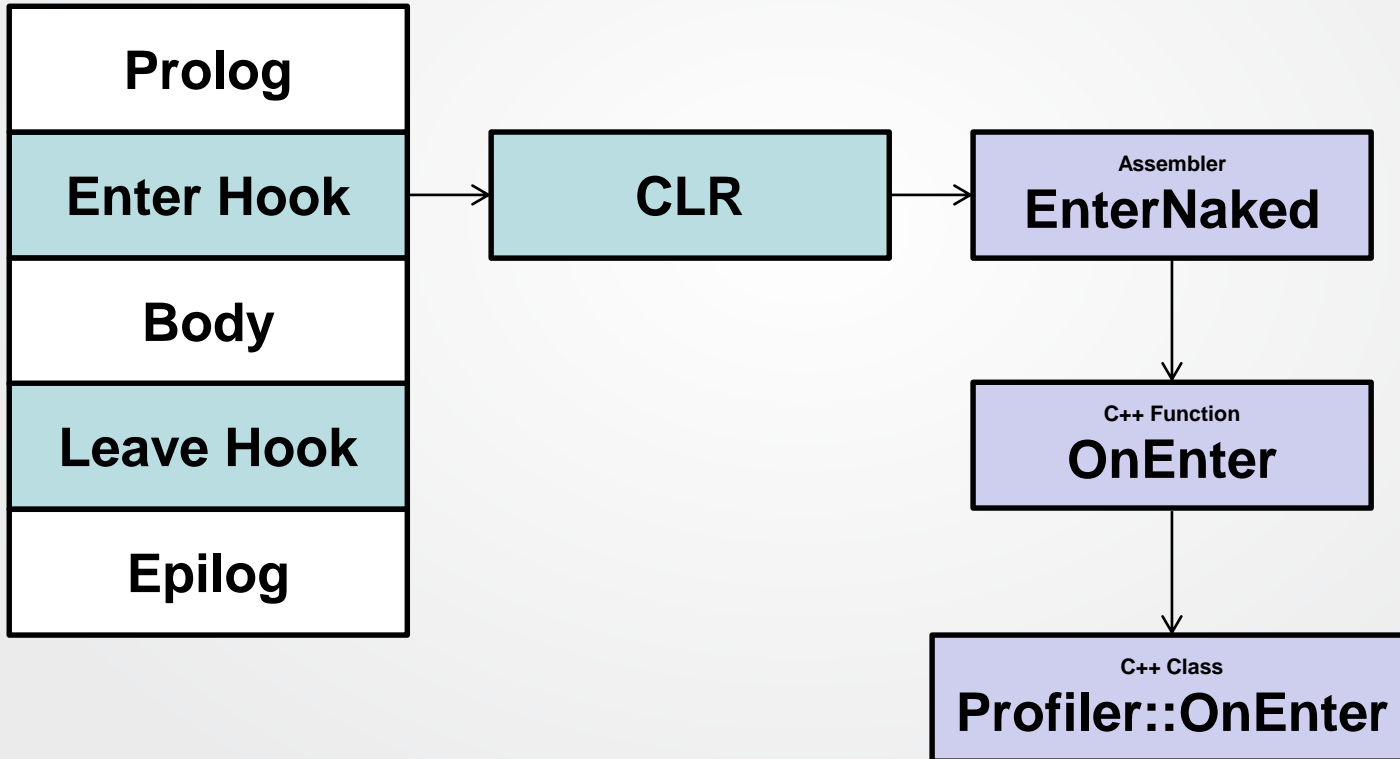 Prolog
Enter Hook
Body
Leave Hook
Epilog
CLR
Assembler
EnterNaked
C++ Function
OnEnter
C++ Class
Profiler::OnEnter